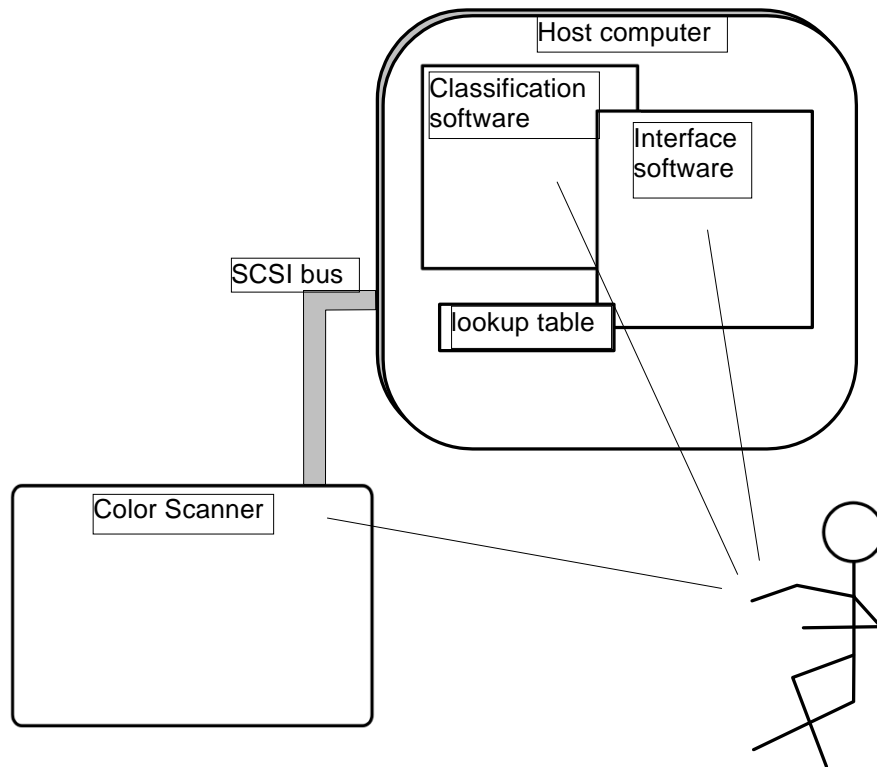 Host computer
Classification
software
Interface
software
SCSI bus
lookup table
Color Scanner